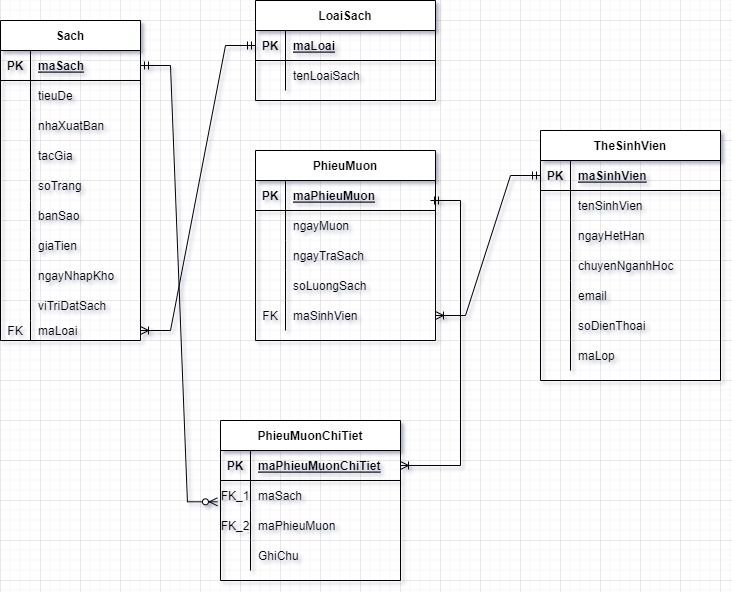 Sach
PK maSach
tieuDe
nhaXuatBan
tacGia
soTrang
banSao
giaTien
ngayNhapKho
viTriDatSach
FK maLoai
LoaiSach
PK maLoai
tenLoaiSach
PhieuMuon
PK maPhieuMuon
ngayMuon
ngayTraSach
soLuongSach
FK maSinhVien
TheSinhVien
PK maSinhVien
tenSinhVien
ngayHetHan
chuyenNganhHoc
email
soDienThoai
maLop
PhieuMuonChiTiet
PK maPhieuMuonChiTiet
FK_1 maSach
FK_2 maPhieuMuon
GhiChu